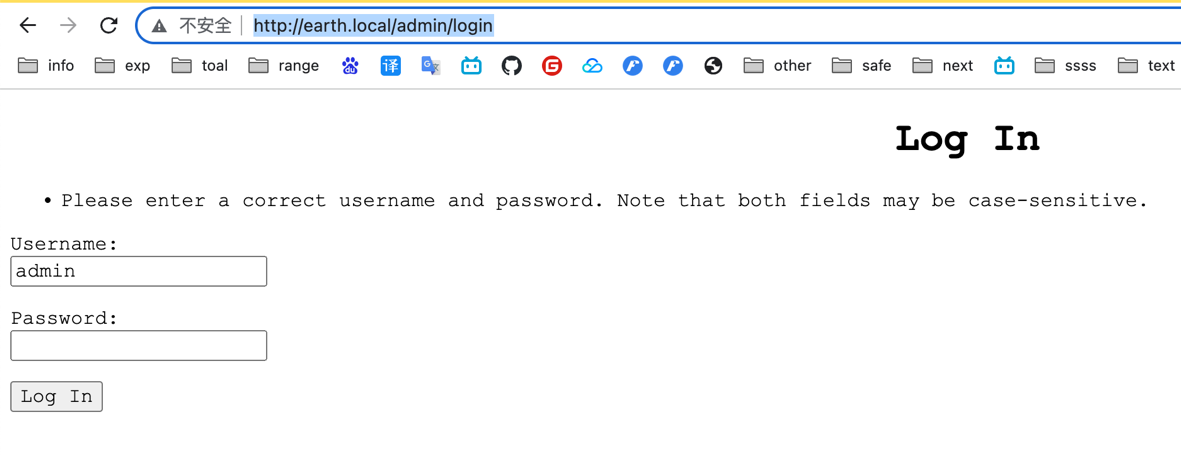 不安全 http://earth.local/admin/login
info exp toal range du 译 G 文 G other safe next ssss text
Log In
• Please enter a correct username and password. Note that both fields may be case-sensitive.
Username:
admin
Password:
Log In